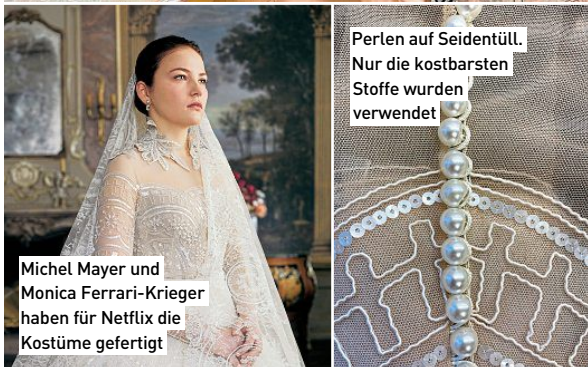 Perlen auf Seidentüll.
Nur die kostbarsten
Stoffe wurden
verwendet
Michel Mayer und
Monica Ferrari-Krieger
haben für Netflix die
Kostüme gefertigt